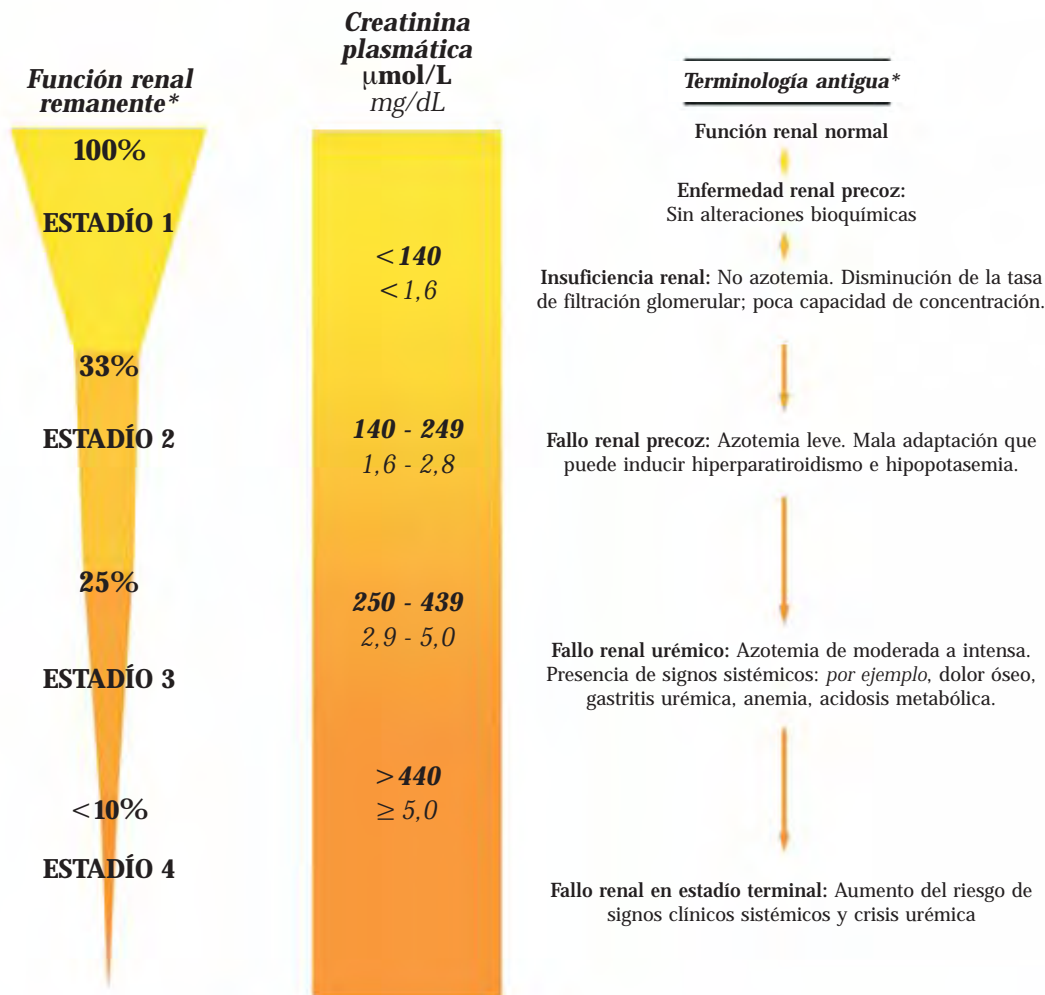 Función renal
remanente*
100%
ESTADÍO 1
33%
ESTADÍO 2
25%
ESTADÍO 3
<10%
ESTADÍO 4
Creatinina
plasmática
μmol/L
mg/dL
<140
<1,6
140 - 249
1,6 - 2,8
250 - 439
2,9 - 5,0
>440
≥ 5,0
Terminología antigua*
Función renal normal
Enfermedad renal precoz:
Sin alteraciones bioquímicas
Insuficiencia renal: No azotemia. Disminución de la tasa
de filtración glomerular; poca capacidad de concentración.
Fallo renal precoz: Azotemia leve. Mala adaptación que
puede inducir hiperparatiroidismo e hipopotasemia.
Fallo renal urémico: Azotemia de moderada a intensa.
Presencia de signos sistémicos: por ejemplo, dolor óseo,
gastritis urémica, anemia, acidosis metabólica.
Fallo renal en estadío terminal: Aumento del riesgo de
signos clínicos sistémicos y crisis urémica